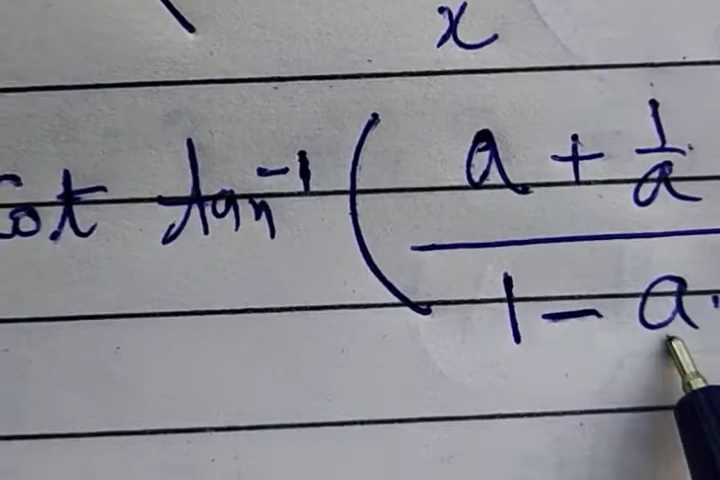 x
cot tan⁻¹ ( a + 1/a
1 - a.